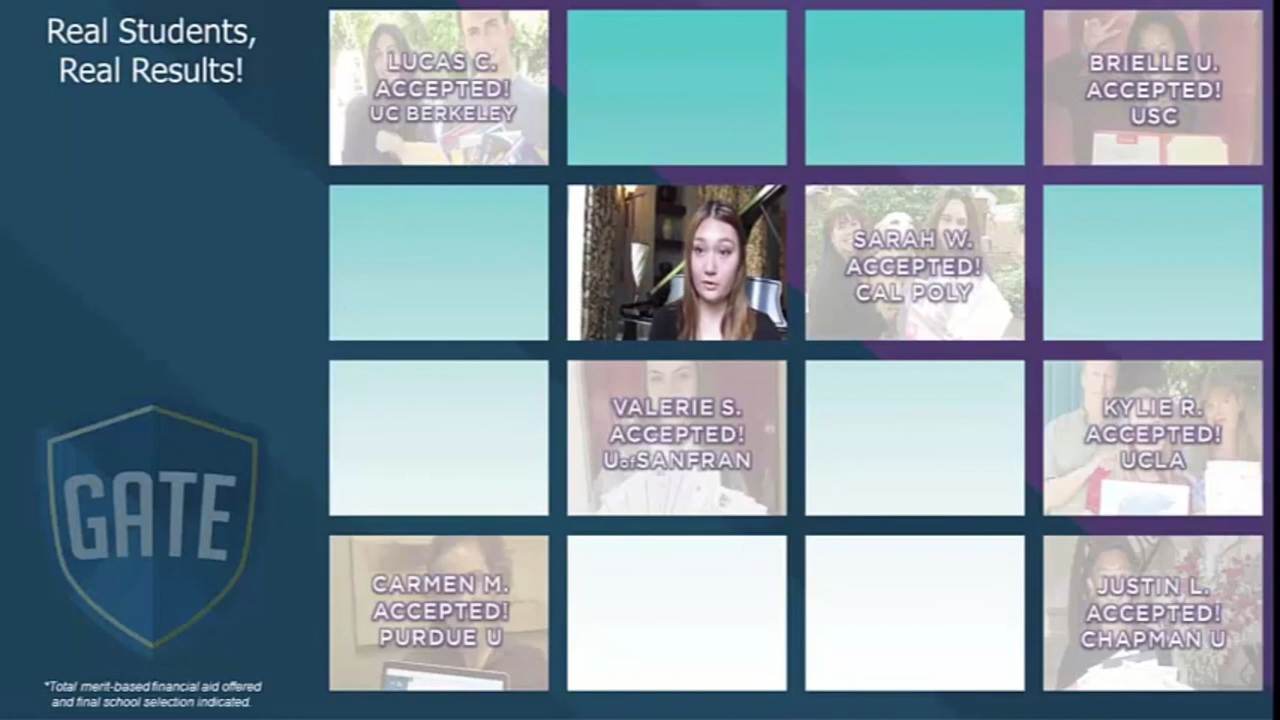 Real Students,
Real Results!
LUCAS C.
ACCEPTED!
UC BERKELEY
BRIELLE U.
ACCEPTED!
USC
SARAH W.
ACCEPTED!
CAL POLY
VALERIE S.
ACCEPTED!
UofSANFRAN
KYLIE R.
ACCEPTED!
UCLA
CARMEN M.
ACCEPTED!
PURDUE U
JUSTIN L.
ACCEPTED!
CHAPMAN U
GATE
*Total merit-based financial aid offered
and final school selection indicated.